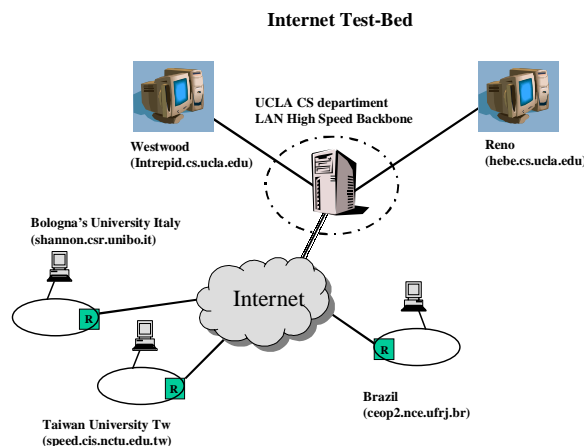 Internet Test-Bed
UCLA CS departiment
LAN High Speed Backbone
Westwood
(Intrepid.cs.ucla.edu)
Reno
(hebe.cs.ucla.edu)
Bologna's University Italy
(shannon.csr.unibo.it)
Internet
R
R
R
Taiwan University Tw
(speed.cis.nctu.edu.tw)
Brazil
(ceop2.nce.ufrj.br)